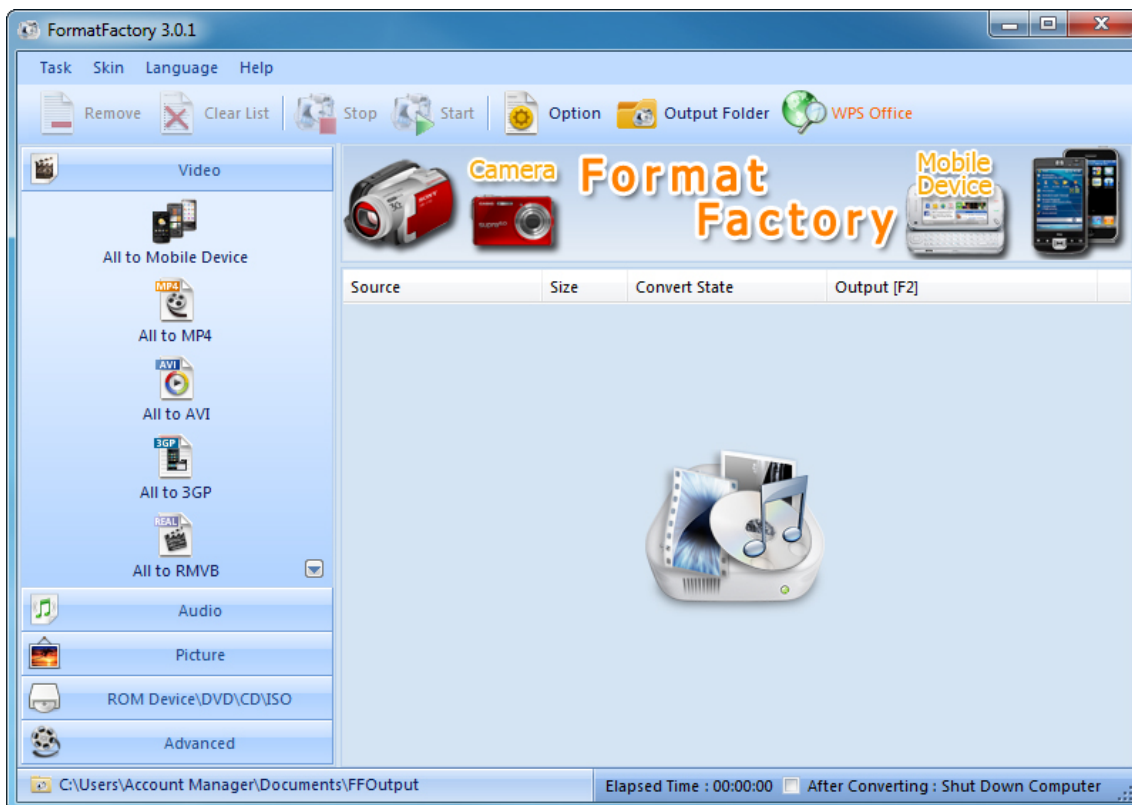 FormatFactory 3.0.1
Task Skin Language Help
Remove Clear List Stop Start Option Output Folder WPS Office
Video
All to Mobile Device
MP4
All to MP4
AVI
All to AVI
3GP
All to 3GP
REAL
All to RMVB
Audio
Picture
ROM Device\DVD\CD\ISO
Advanced
Camera
Format
Factory
Mobile
Device
SONY
Source Size Convert State Output [F2]
C:\Users\Account Manager\Documents\FFOutput
Elapsed Time : 00:00:00 After Converting : Shut Down Computer